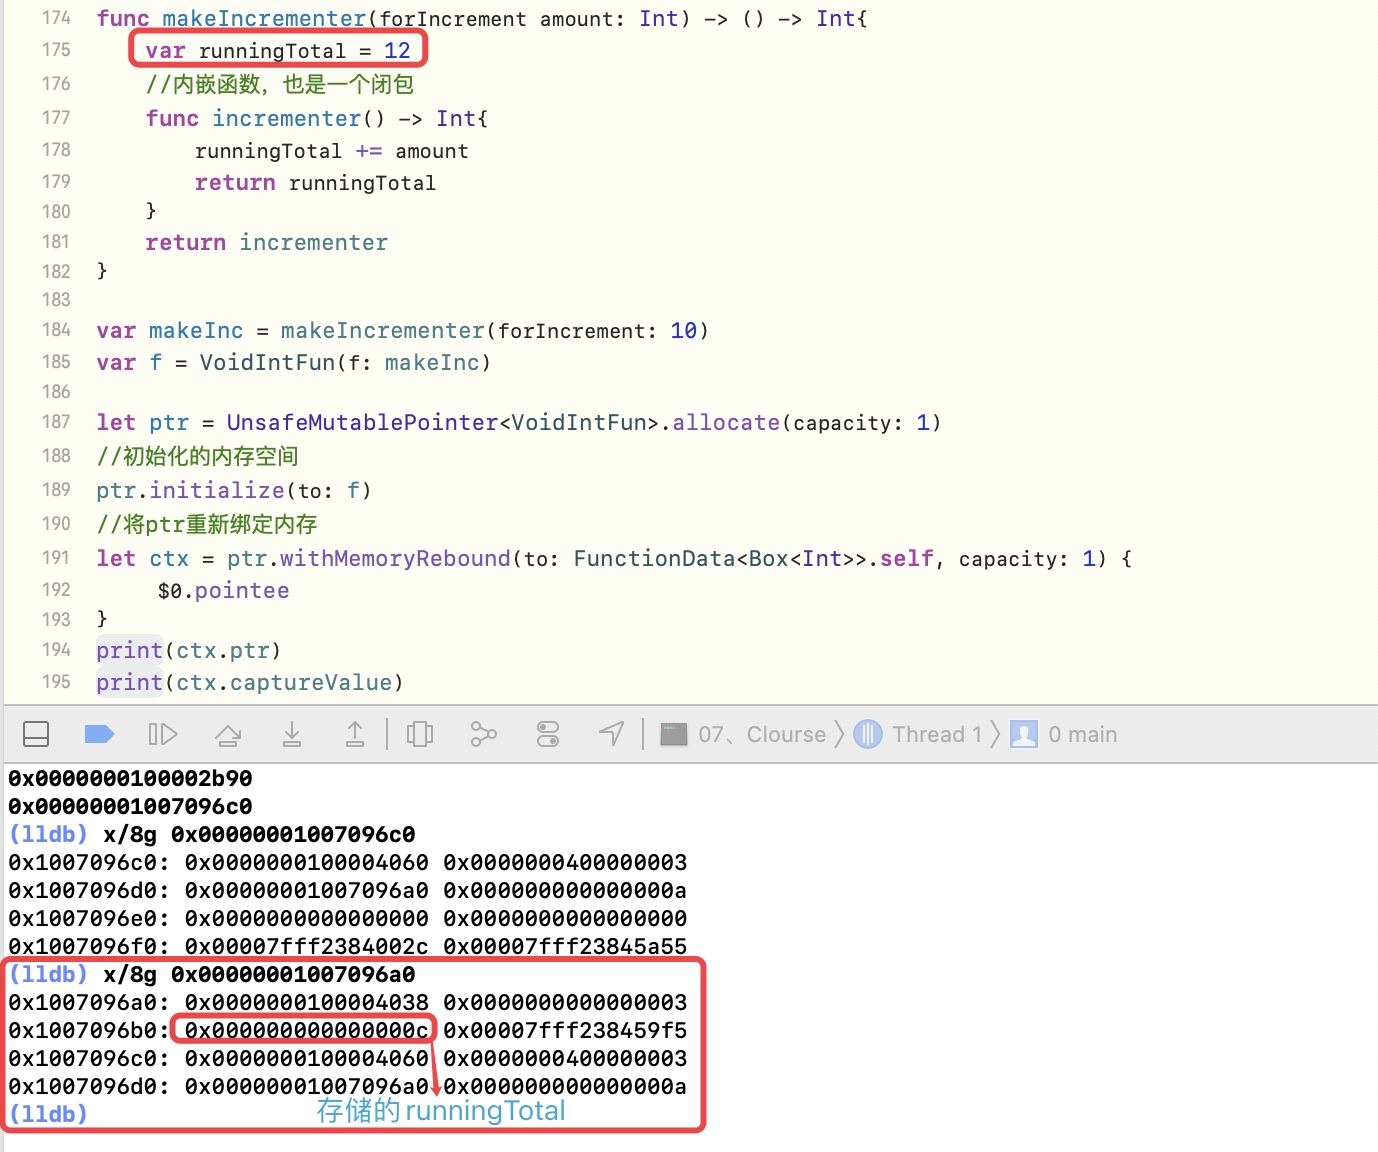 174 func makeIncrementer(forIncrement amount: Int) -> () -> Int{
175 var runningTotal = 12
176 //内嵌函数，也是一个闭包
177 func incrementer() -> Int{
178 runningTotal += amount
179 return runningTotal
180 }
181 return incrementer
182 }
183
184 var makeInc = makeIncrementer(forIncrement: 10)
185 var f = VoidIntFun(f: makeInc)
186
187 let ptr = UnsafeMutablePointer<VoidIntFun>.allocate(capacity: 1)
188 //初始化的内存空间
189 ptr.initialize(to: f)
190 //将ptr重新绑定内存
191 let ctx = ptr.withMemoryRebound(to: FunctionData<Box<Int>>.self, capacity: 1) {
192 $0.pointee
193 }
194 print(ctx.ptr)
195 print(ctx.captureValue)
07、Clourse 〉 Thread 1 〉 0 main
0x0000000100002b90
0x00000001007096c0
(lldb) x/8g 0x00000001007096c0
0x1007096c0: 0x0000000100004060 0x0000000400000003
0x1007096d0: 0x00000001007096a0 0x000000000000000a
0x1007096e0: 0x0000000000000000 0x0000000000000000
0x1007096f0: 0x00007fff2384002c 0x00007fff23845a55
(lldb) x/8g 0x00000001007096a0
0x1007096a0: 0x0000000100004038 0x0000000000000003
0x1007096b0: 0x000000000000000c 0x00007fff238459f5
0x1007096c0: 0x0000000100004060 0x0000000400000003
0x1007096d0: 0x00000001007096a0 0x000000000000000a
(lldb) 存储的runningTotal